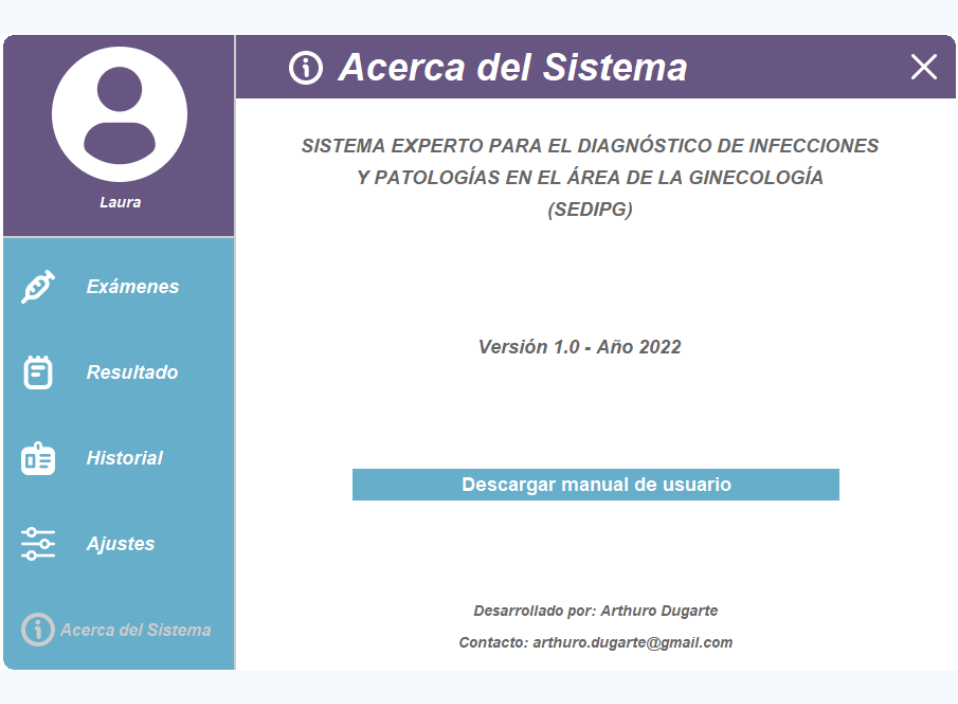 Laura
Exámenes
Resultado
Historial
Ajustes
Acerca del Sistema
Acerca del Sistema
SISTEMA EXPERTO PARA EL DIAGNÓSTICO DE INFECCIONES
Y PATOLOGÍAS EN EL ÁREA DE LA GINECOLOGÍA
(SEDIPG)
Versión 1.0 - Año 2022
Descargar manual de usuario
Desarrollado por: Arthuro Dugarte
Contacto: arthuro.dugarte@gmail.com